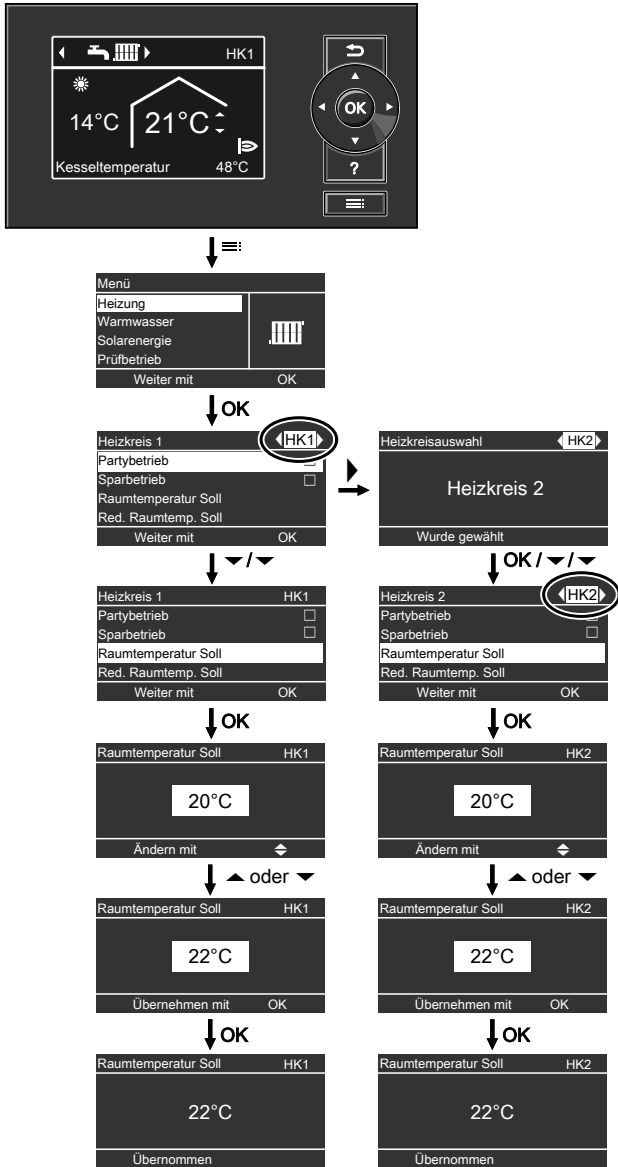 HK1
14°C 21°C
Kesseltemperatur 48°C
OK
?
Menü
Heizung
Warmwasser
Solarenergie
Prüfbetrieb
Weiter mit OK
OK
Heizkreis 1 HK1
Partybetrieb
Sparbetrieb
Raumtemperatur Soll
Red. Raumtemp. Soll
Weiter mit OK
Heizkreisauswahl HK2
Heizkreis 2
Wurde gewählt
/
OK / /
Heizkreis 1 HK1
Partybetrieb
Sparbetrieb
Raumtemperatur Soll
Red. Raumtemp. Soll
Weiter mit OK
Heizkreis 2 HK2
Partybetrieb
Sparbetrieb
Raumtemperatur Soll
Red. Raumtemp. Soll
Weiter mit OK
OK
OK
Raumtemperatur Soll HK1
20°C
Ändern mit
Raumtemperatur Soll HK2
20°C
Ändern mit
oder
oder
Raumtemperatur Soll HK1
22°C
Übernehmen mit OK
Raumtemperatur Soll HK2
22°C
Übernehmen mit OK
OK
OK
Raumtemperatur Soll HK1
22°C
Übernommen
Raumtemperatur Soll HK2
22°C
Übernommen